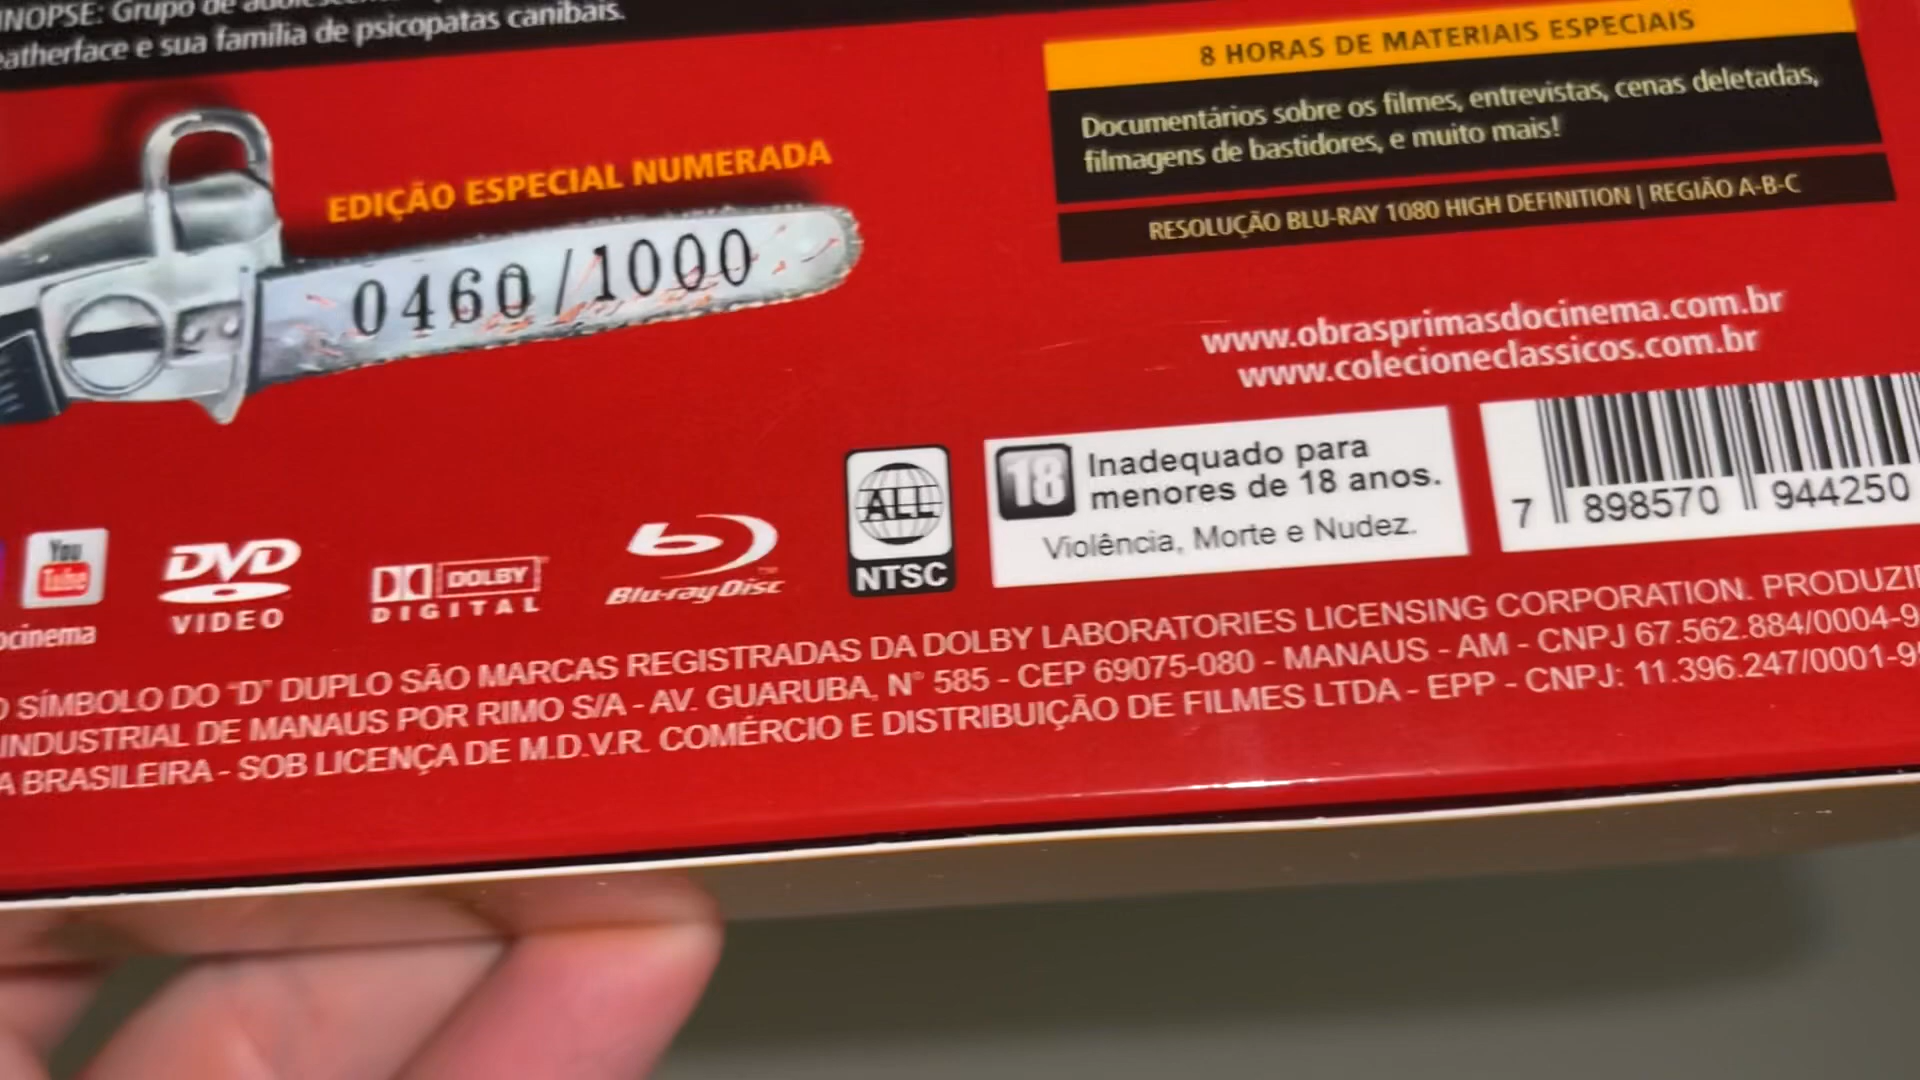 INOPSE: Grupo de
eatherface e sua família de psicopatas canibais.
8 HORAS DE MATERIAIS ESPECIAIS
Documentários sobre os filmes, entrevistas, cenas deletadas,
filmagens de bastidores, e muito mais!
RESOLUÇÃO BLU-RAY 1080 HIGH DEFINITION | REGIÃO A-B-C
EDIÇÃO ESPECIAL NUMERADA
0460/1000
www.obrasprimasdocinema.com.br
www.colecioneclassicos.com.br
You
Tube
ocinema
DVD
VIDEO
DOLBY
DIGITAL
Blu-ray Disc
ALL
NTSC
18
Inadequado para
menores de 18 anos.
Violência, Morte e Nudez.
7 898570 944250
O SÍMBOLO DO "D" DUPLO SÃO MARCAS REGISTRADAS DA DOLBY LABORATORIES LICENSING CORPORATION. PRODUZI
INDUSTRIAL DE MANAUS POR RIMO S/A - AV. GUARUBA, N° 585 - CEP 69075-080 - MANAUS - AM - CNPJ 67.562.884/0004-9
A BRASILEIRA - SOB LICENÇA DE M.D.V.R. COMÉRCIO E DISTRIBUIÇÃO DE FILMES LTDA - EPP - CNPJ: 11.396.247/0001-9